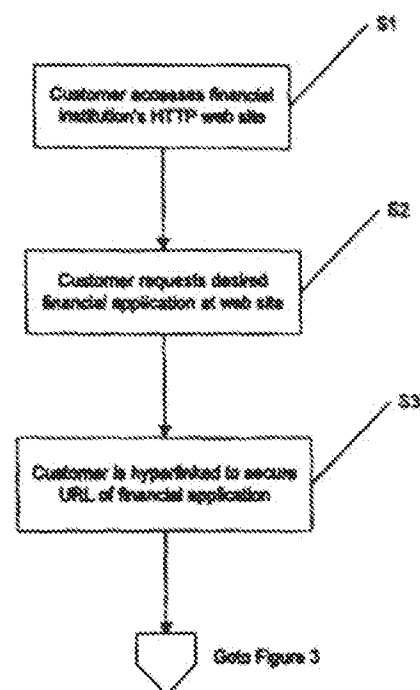 S1
Customer accesses financial
institution's HTTP web site
S2
Customer requests desired
financial application at web site
S3
Customer is hyperlinked to secure
URL of financial application
Goto Figure 3